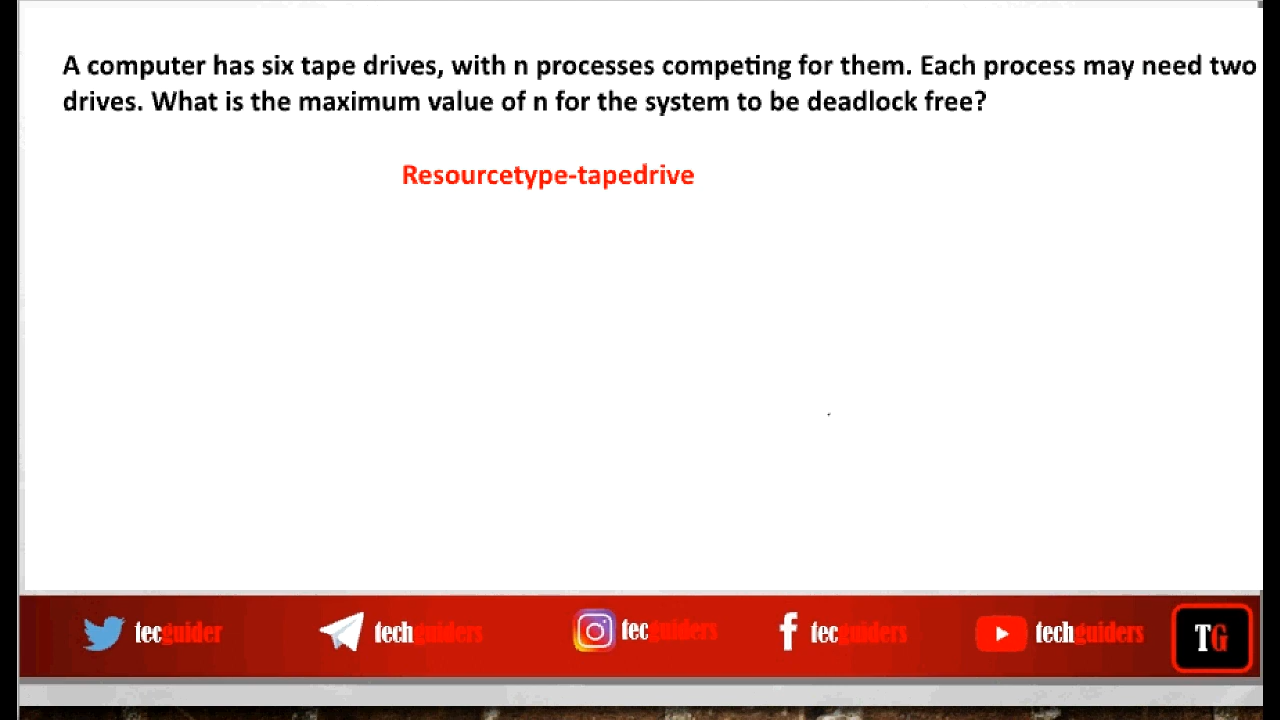 A computer has six tape drives, with n processes competing for them. Each process may need two
drives. What is the maximum value of n for the system to be deadlock free?
Resourcetype-tapedrive
tecguider
techguiders
tecguiders
tecguiders
techguiders
TG